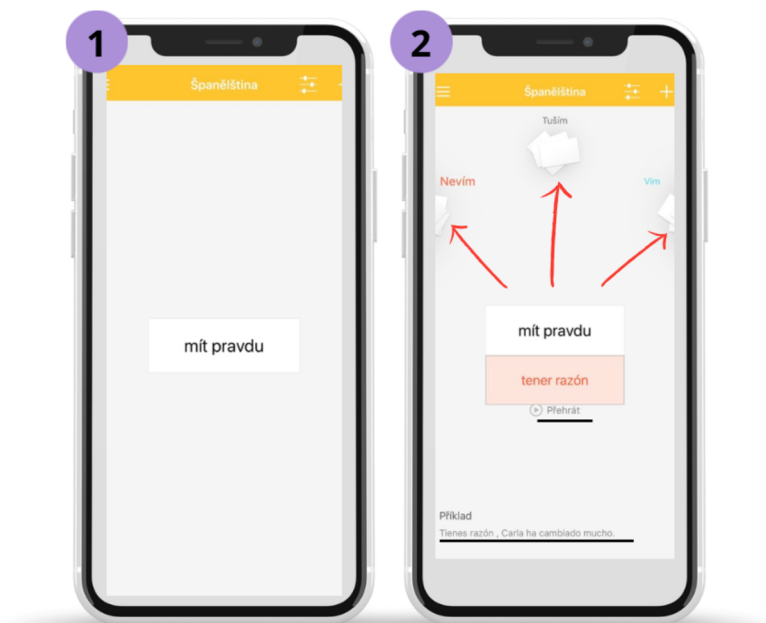 1
Španělština
mít pravdu
2
Španělština
Tuším
Nevím
Vím
mít pravdu
tener razón
Přehrát
Příklad
Tienes razón , Carla ha cambiado mucho.